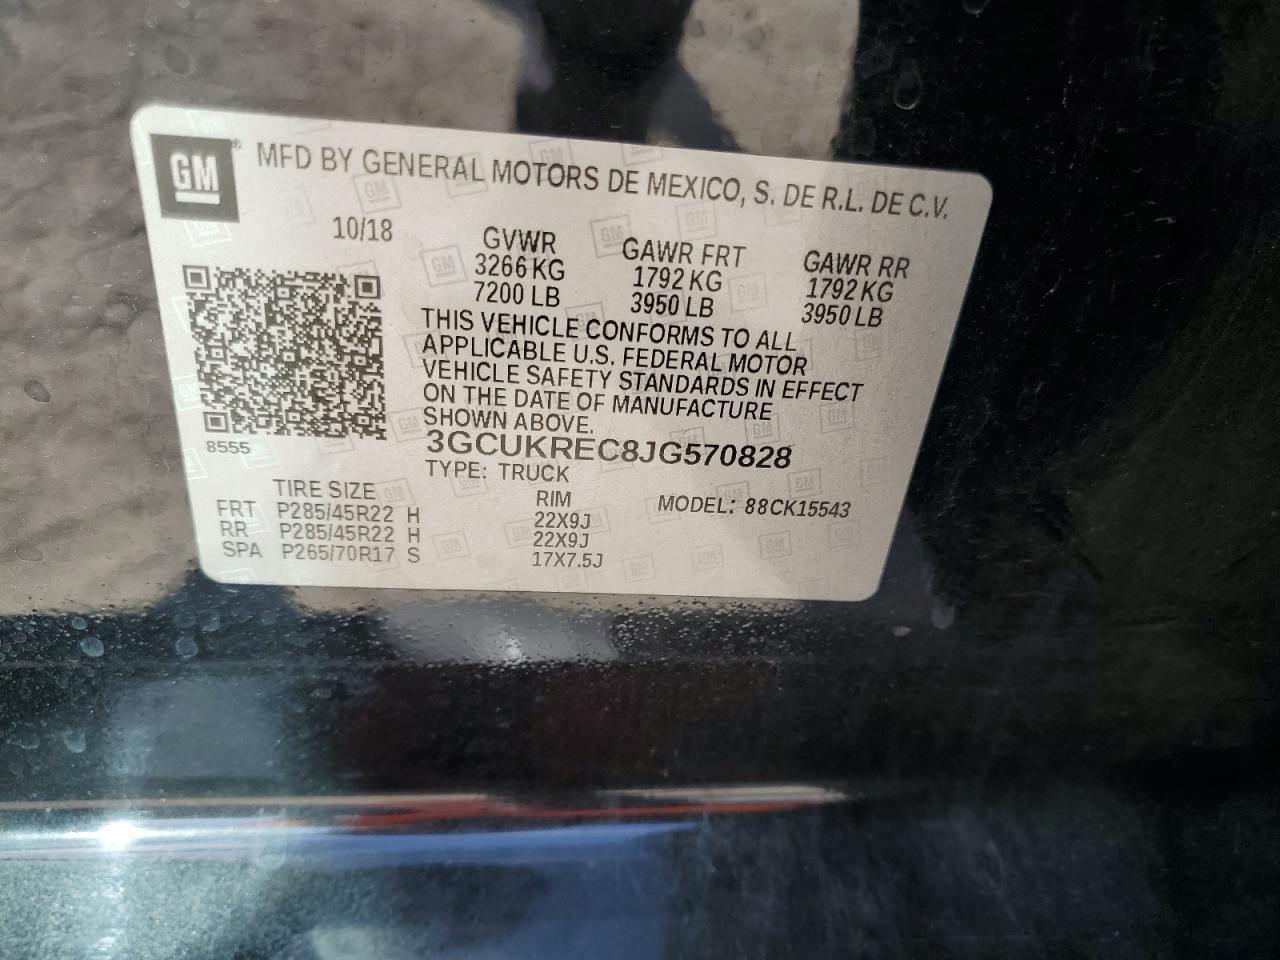 GM® MFD BY GENERAL MOTORS DE MEXICO, S. DE R.L. DE C.V.
10/18
GVWR GAWR FRT GAWR RR
3266 KG 1792 KG 1792 KG
7200 LB 3950 LB 3950 LB
THIS VEHICLE CONFORMS TO ALL
APPLICABLE U.S. FEDERAL MOTOR
VEHICLE SAFETY STANDARDS IN EFFECT
ON THE DATE OF MANUFACTURE
SHOWN ABOVE.
8555
3GCUKREC8JG570828
TYPE: TRUCK
TIRE SIZE RIM MODEL: 88CK15543
FRT P285/45R22 H 22X9J
RR P285/45R22 H 22X9J
SPA P265/70R17 S 17X7.5J